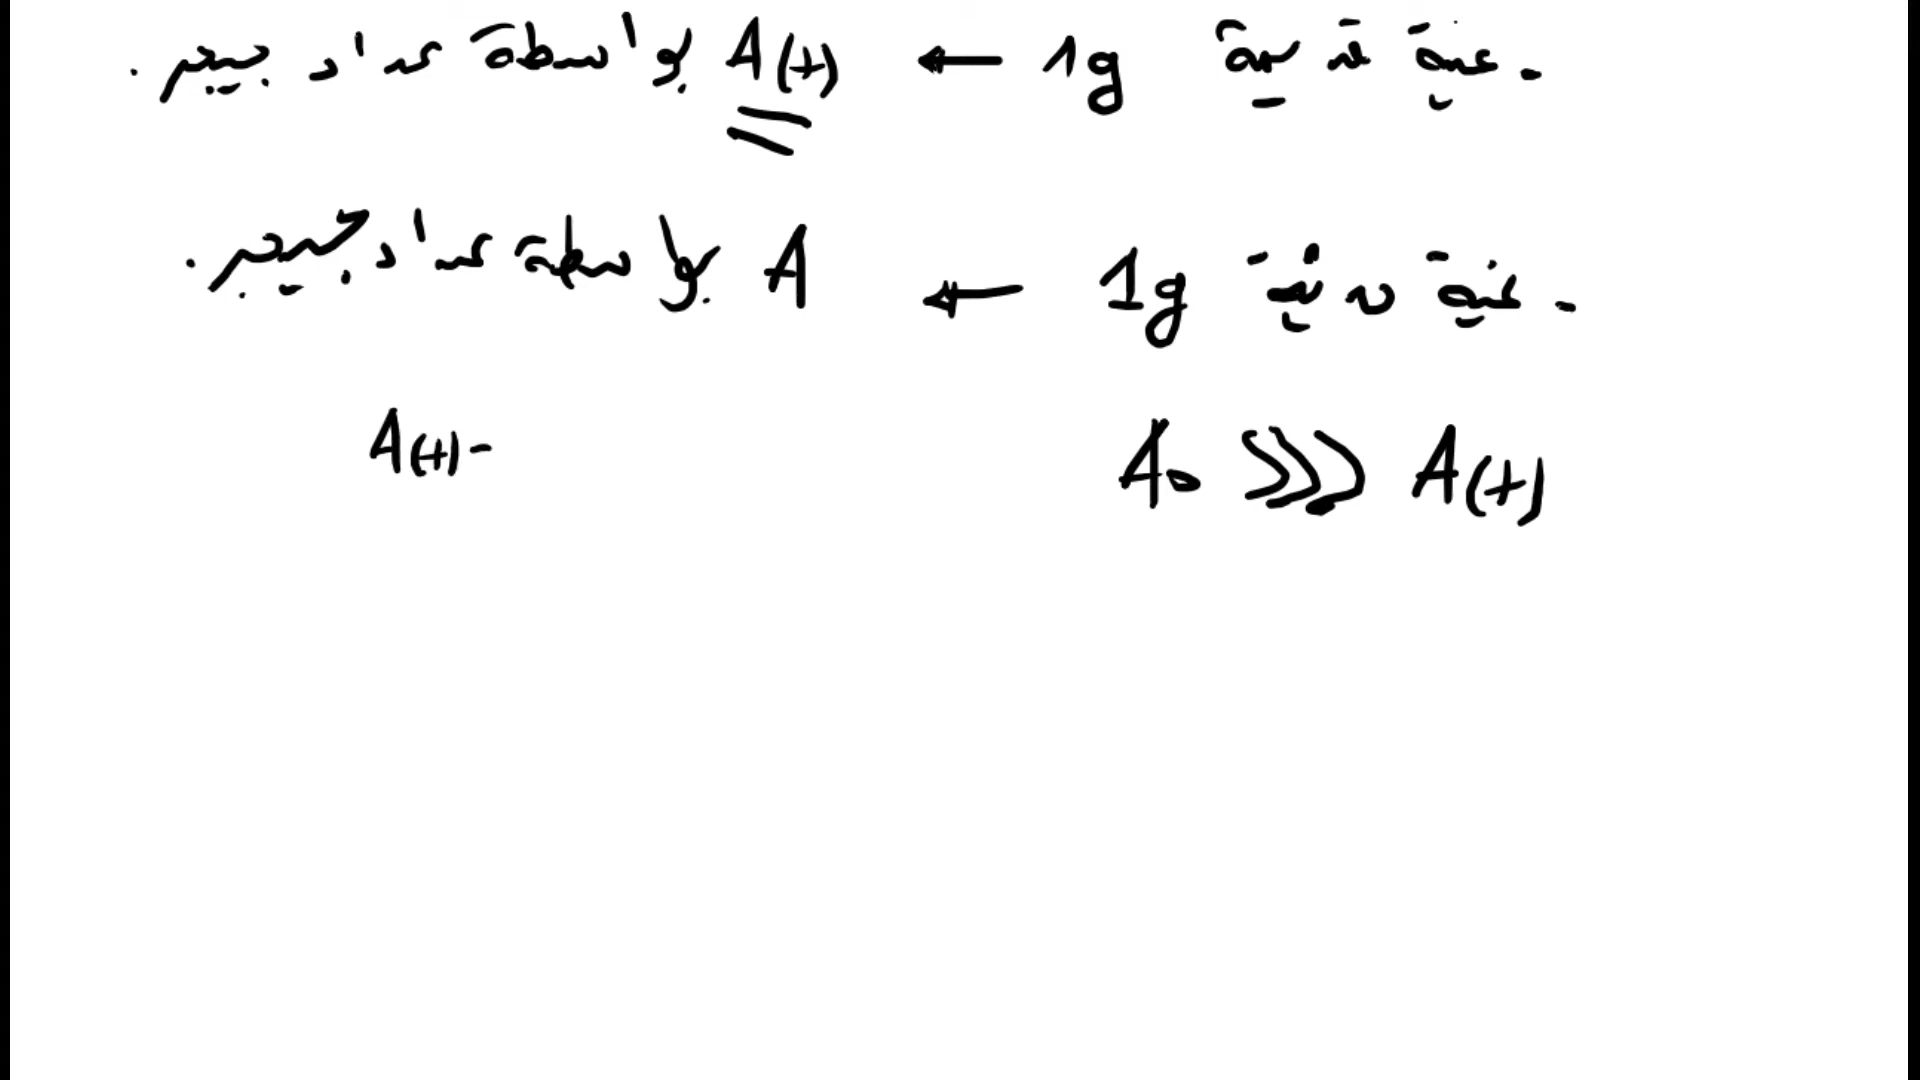 - عينة قديمة 1g ← A(t) بواسطة عداد جيجر.
- عينة حديثة 1g ← A بواسطة عداد جيجر.
A₀ >>> A(t)
A(t) -